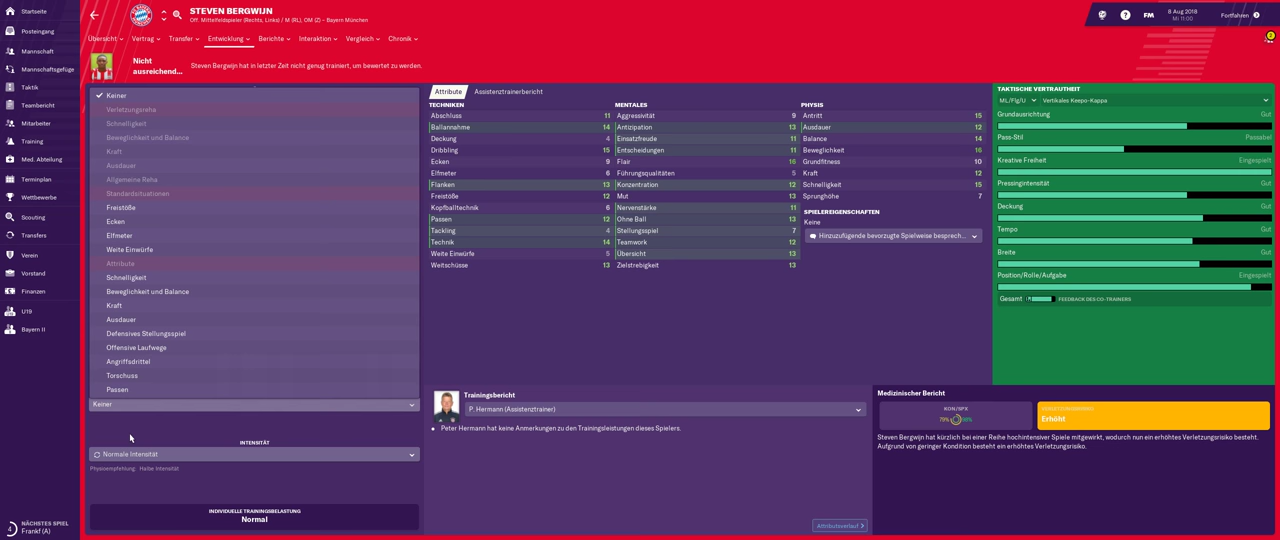 Startseite
Posteingang
Mannschaft
Mannschaftsgefüge
Taktik
Teambericht
Mitarbeiter
Training
Med. Abteilung
Terminplan
Wettbewerbe
Scouting
Transfers
Verein
Vorstand
Finanzen
U19
Bayern II
4
NÄCHSTES SPIEL
Frankf (A)
STEVEN BERGWIJN
Off. Mittelfeldspieler (Rechts, Links) / M (RL), OM (Z) – Bayern München
FM
8 Aug 2018
Mi 11:00
Fortfahren
Übersicht
Vertrag
Transfer
Entwicklung
Berichte
Interaktion
Vergleich
Chronik
Nicht
ausreichend...
Steven Bergwijn hat in letzter Zeit nicht genug trainiert, um bewertet zu werden.
Keiner
Verletzungsreha
Schnelligkeit
Beweglichkeit und Balance
Kraft
Ausdauer
Allgemeine Reha
Standardsituationen
Freistöße
Ecken
Elfmeter
Weite Einwürfe
Attribute
Schnelligkeit
Beweglichkeit und Balance
Kraft
Ausdauer
Defensives Stellungsspiel
Offensive Laufwege
Angriffsdrittel
Torschuss
Passen
Keiner
INTENSITÄT
Normale Intensität
Physioempfehlung Halbe Intensität
INDIVIDUELLE TRAININGSBELASTUNG
Normal
Attribute
Assistenztrainerbericht
TECHNIKEN
Abschluss 11
Ballannahme 14
Deckung 4
Dribbling 15
Ecken 9
Elfmeter 6
Flanken 13
Freistöße 12
Kopfballtechnik 6
Passen 12
Tackling 4
Technik 14
Weite Einwürfe 5
Weitschüsse 13
MENTALES
Aggressivität 9
Antizipation 13
Einsatzfreude 11
Entscheidungen 11
Flair 16
Führungsqualitäten 5
Konzentration 12
Mut 13
Nervenstärke 11
Ohne Ball 13
Stellungsspiel 7
Teamwork 12
Übersicht 13
Zielstrebigkeit 13
PHYSIS
Antritt 15
Ausdauer 12
Balance 14
Beweglichkeit 16
Grundfitness 10
Kraft 12
Schnelligkeit 15
Sprunghöhe 7
SPIELEREIGENSCHAFTEN
Keine
Hinzuzufügende bevorzugte Spielweise besprech...
TAKTISCHE VERTRAUTHEIT
ML/Flg/U
Vertikales Keepo-Kappa
Grundausrichtung Gut
Pass-Stil Passabel
Kreative Freiheit Eingespielt
Pressingintensität Gut
Deckung Gut
Tempo Gut
Breite Gut
Position/Rolle/Aufgabe Eingespielt
Gesamt
FEEDBACK DES CO-TRAINERS
Trainingsbericht
P. Hermann (Assistenztrainer)
Peter Hermann hat keine Anmerkungen zu den Trainingsleistungen dieses Spielers.
Attributsverlauf
Medizinischer Bericht
KON/SPX
79%
99%
Erhöht
Steven Bergwijn hat kürzlich bei einer Reihe hochintensiver Spiele mitgewirkt, wodurch nun ein erhöhtes Verletzungsrisiko besteht.
Aufgrund von geringer Kondition besteht ein erhöhtes Verletzungsrisiko.